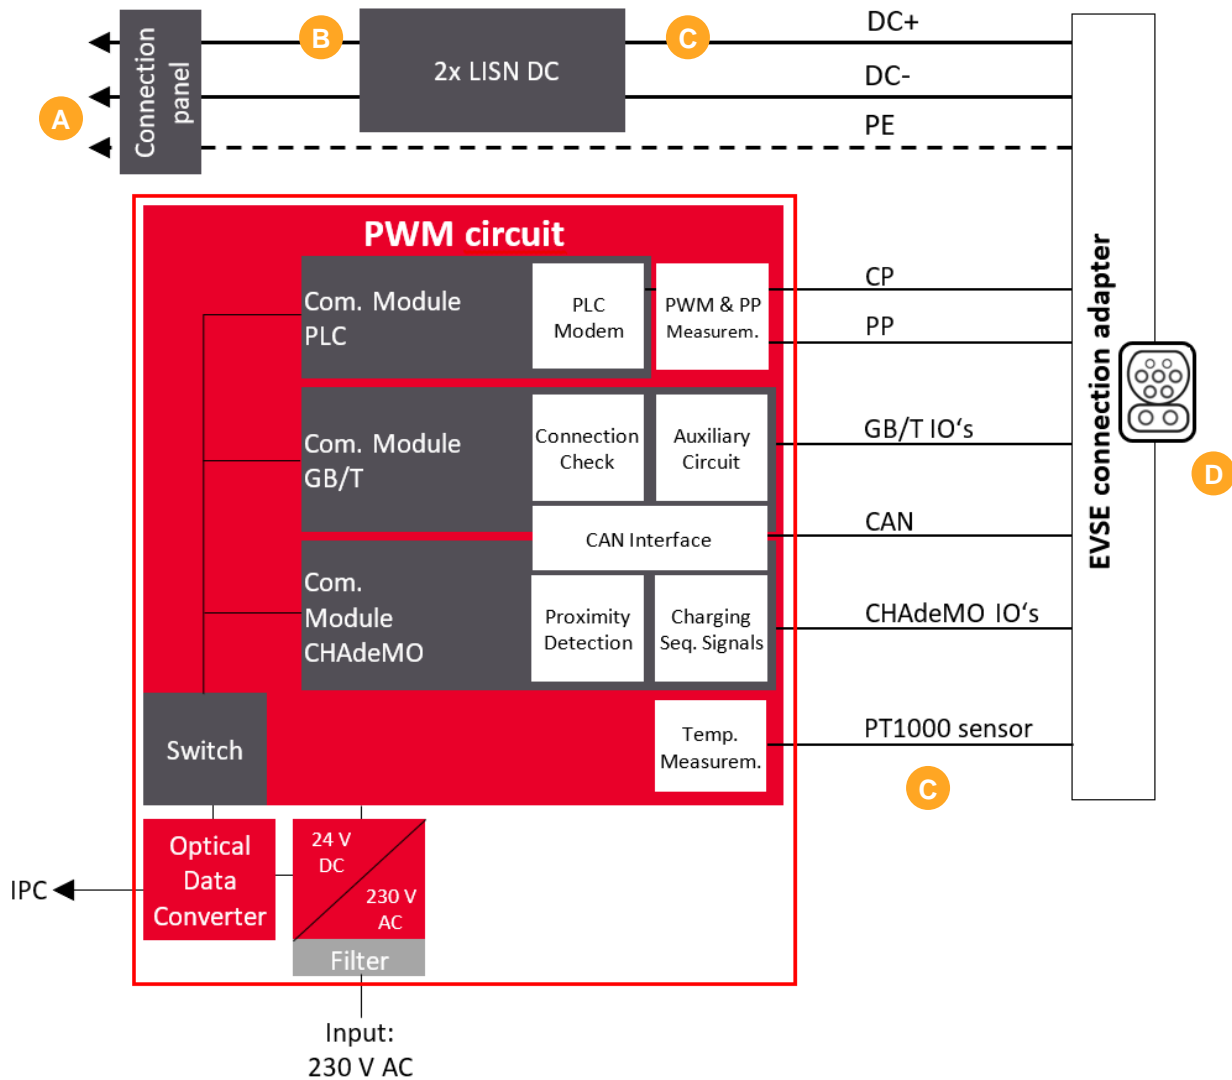 B
C
DC+
Connection
panel
2x LISN DC
DC-
A
PE
PWM circuit
Com. Module
PLC
PLC
Modem
PWM & PP
Measurem.
CP
PP
EVSE connection adapter
Com. Module
GB/T
Connection
Check
Auxiliary
Circuit
GB/T IO‘s
D
CAN Interface
CAN
Com.
Module
CHAdeMO
Proximity
Detection
Charging
Seq. Signals
CHAdeMO IO‘s
Switch
Temp.
Measurem.
PT1000 sensor
C
Optical
Data
Converter
24 V
DC
230 V
AC
IPC
Filter
Input:
230 V AC